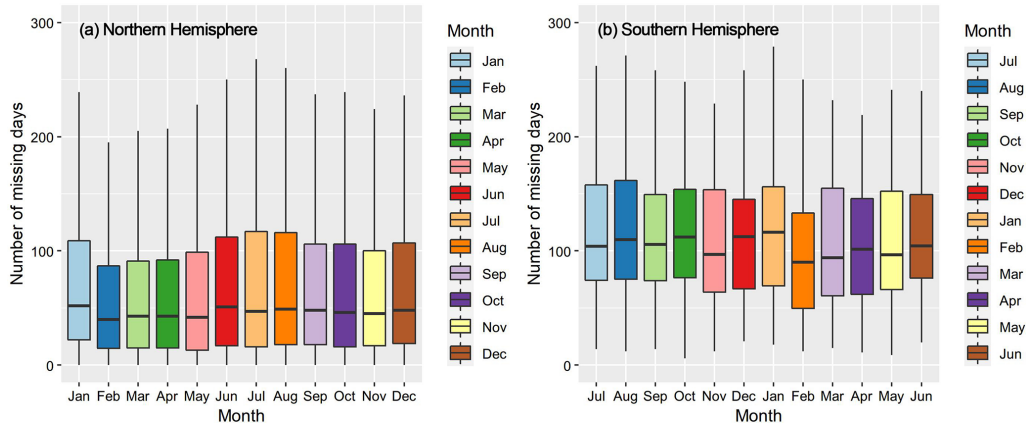 (a) Northern Hemisphere
Number of missing days
300
200
100
0
Jan Feb Mar Apr May Jun Jul Aug Sep Oct Nov Dec
Month
Month
Jan
Feb
Mar
Apr
May
Jun
Jul
Aug
Sep
Oct
Nov
Dec
(b) Southern Hemisphere
Number of missing days
300
200
100
0
Jul Aug Sep Oct Nov Dec Jan Feb Mar Apr May Jun
Month
Month
Jul
Aug
Sep
Oct
Nov
Dec
Jan
Feb
Mar
Apr
May
Jun